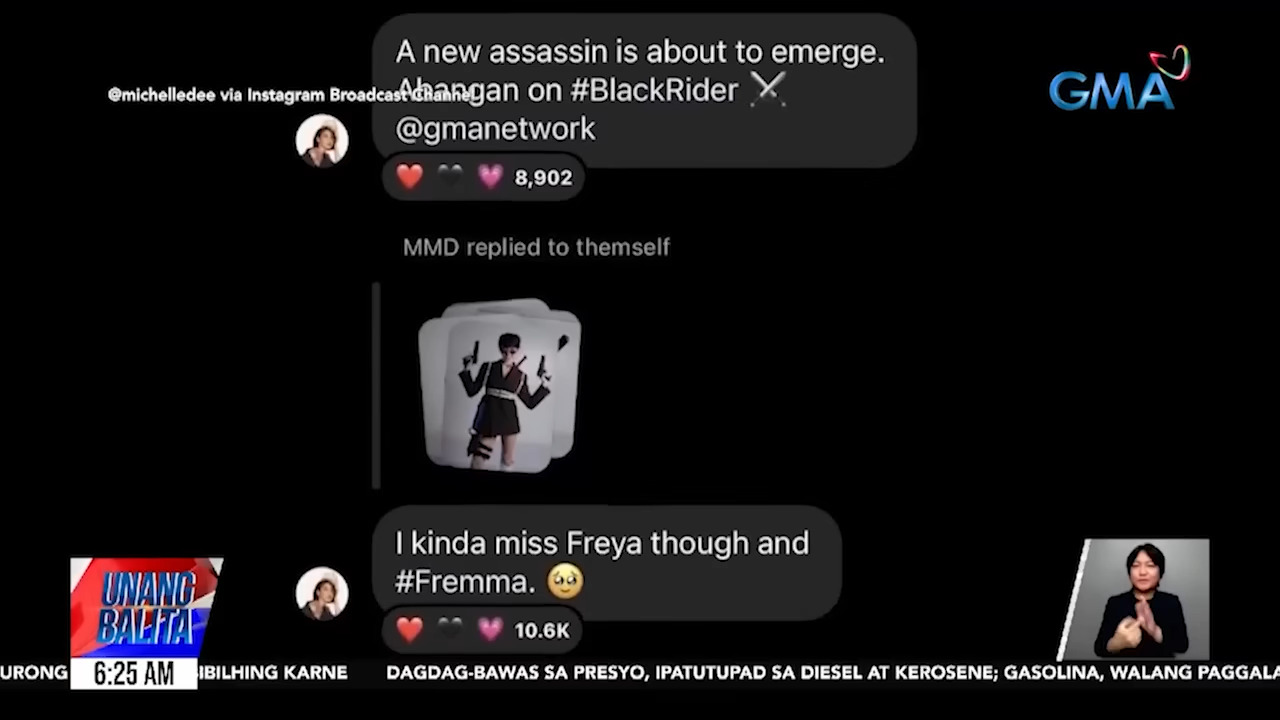 A new assassin is about to emerge.
Abangan on #BlackRider ⚔
@gmanetwork
@michelledee via Instagram Broadcast Channel
GMA
❤️ 🖤 💗 8,902
MMD replied to themself
I kinda miss Freya though and
#Fremma. 🥹
❤️ 🖤 💗 10.6K
UNANG
BALITA
6:25 AM
URONG
IBILHING KARNE DAGDAG-BAWAS SA PRESYO, IPATUTUPAD SA DIESEL AT KEROSENE; GASOLINA, WALANG PAGGALA